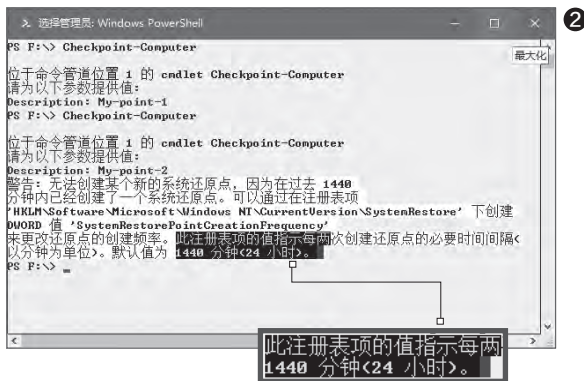 选择管理员: Windows PowerShell
❷
PS F:\> Checkpoint-Computer
最大化
位于命令管道位置 1 的 cmdlet Checkpoint-Computer
请为以下参数提供值:
Description: My-point-1
PS F:\> Checkpoint-Computer
位于命令管道位置 1 的 cmdlet Checkpoint-Computer
请为以下参数提供值:
Description: My-point-2
警告: 无法创建某个新的系统还原点，因为在过去 1440
分钟内已经创建了一个系统还原点。可以通过在注册表项
'HKLM\Software\Microsoft\Windows NT\CurrentVersion\SystemRestore' 下创建
DWORD 值 'SystemRestorePointCreationFrequency'
来更改还原点的创建频率。此注册表项的值指示每两次创建还原点的必要时间间隔<
以分钟为单位>。默认值为 1440 分钟<24 小时>。
PS F:\>
此注册表项的值指示每两
1440 分钟<24 小时>。